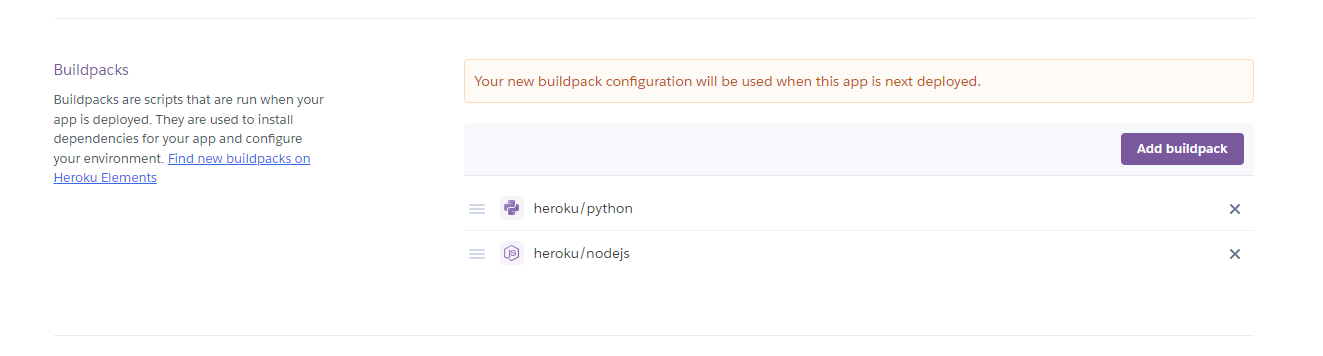 Buildpacks
Buildpacks are scripts that are run when your
app is deployed. They are used to install
dependencies for your app and configure
your environment. Find new buildpacks on
Heroku Elements
Your new buildpack configuration will be used when this app is next deployed.
Add buildpack
heroku/python
JS heroku/nodejs